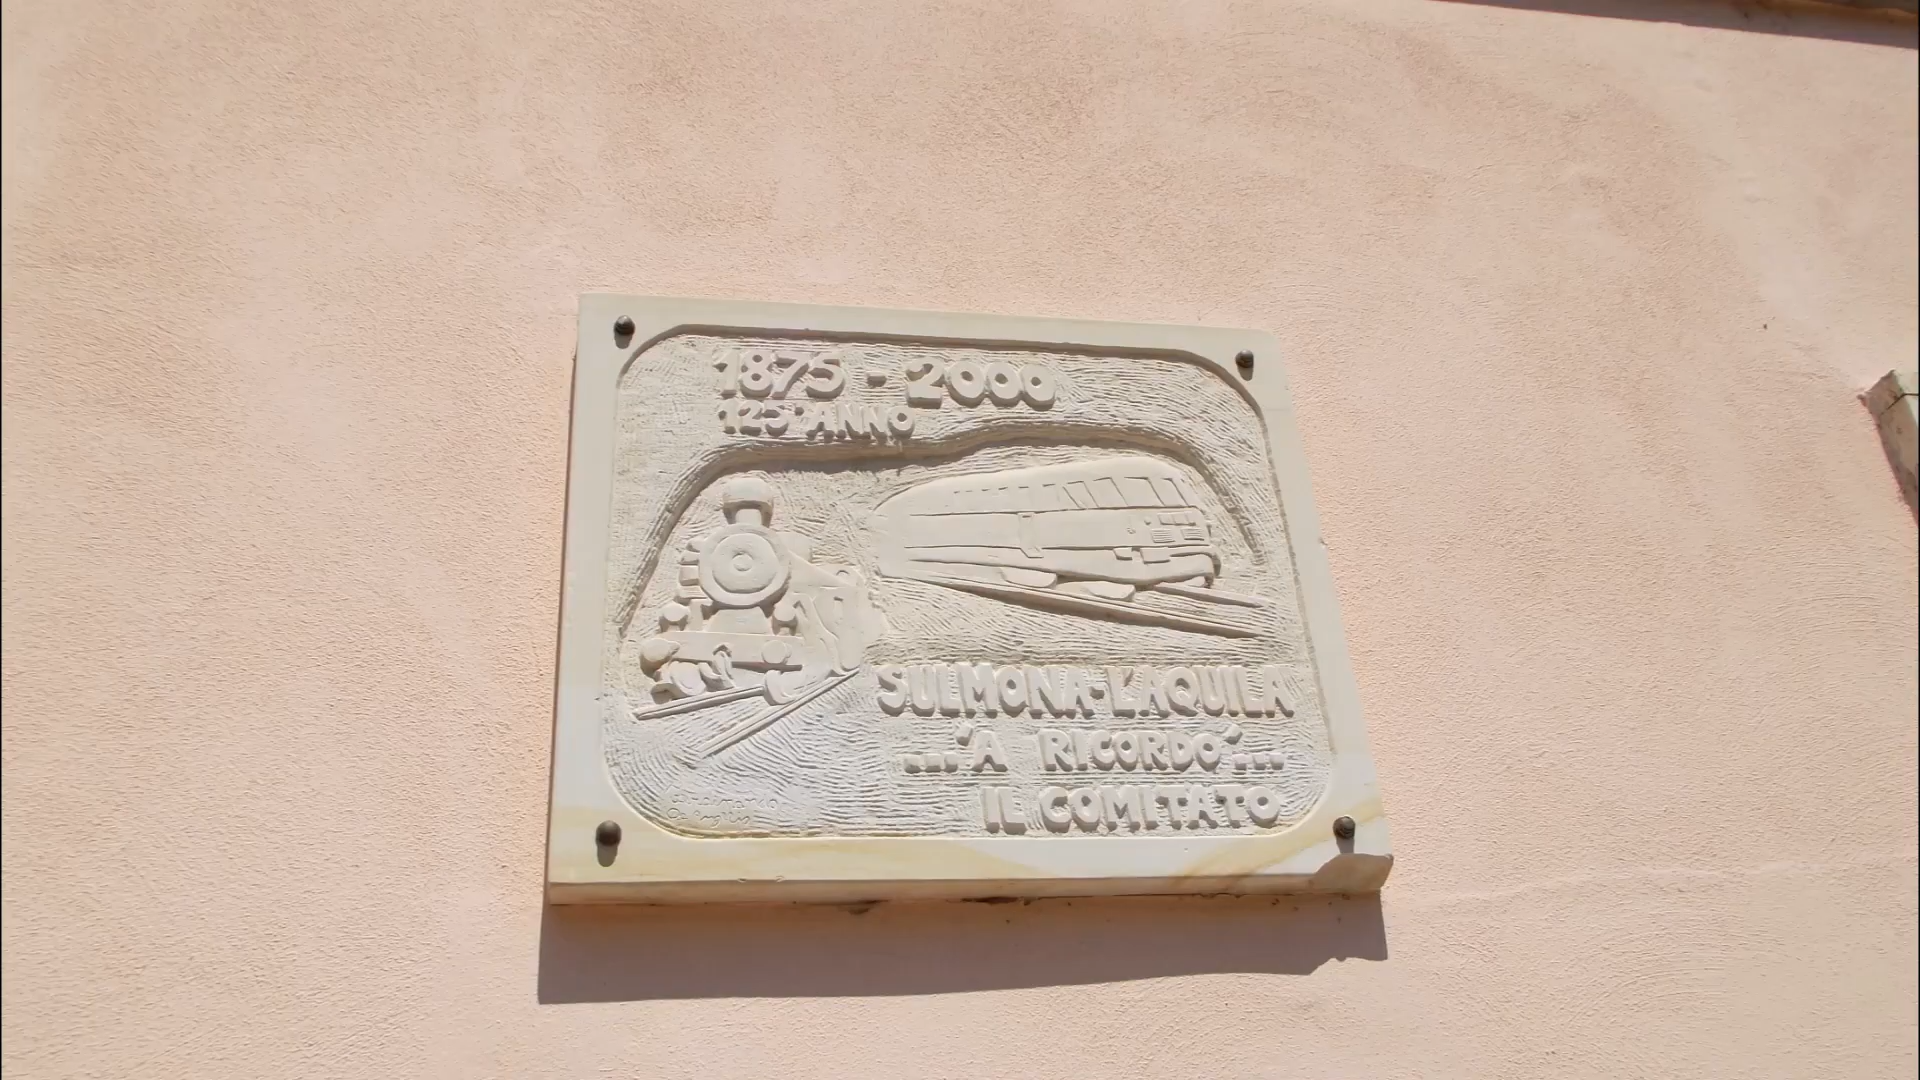 1875 - 2000
125° ANNO
SULMONA-L'AQUILA
..."A RICORDO"...
IL COMITATO